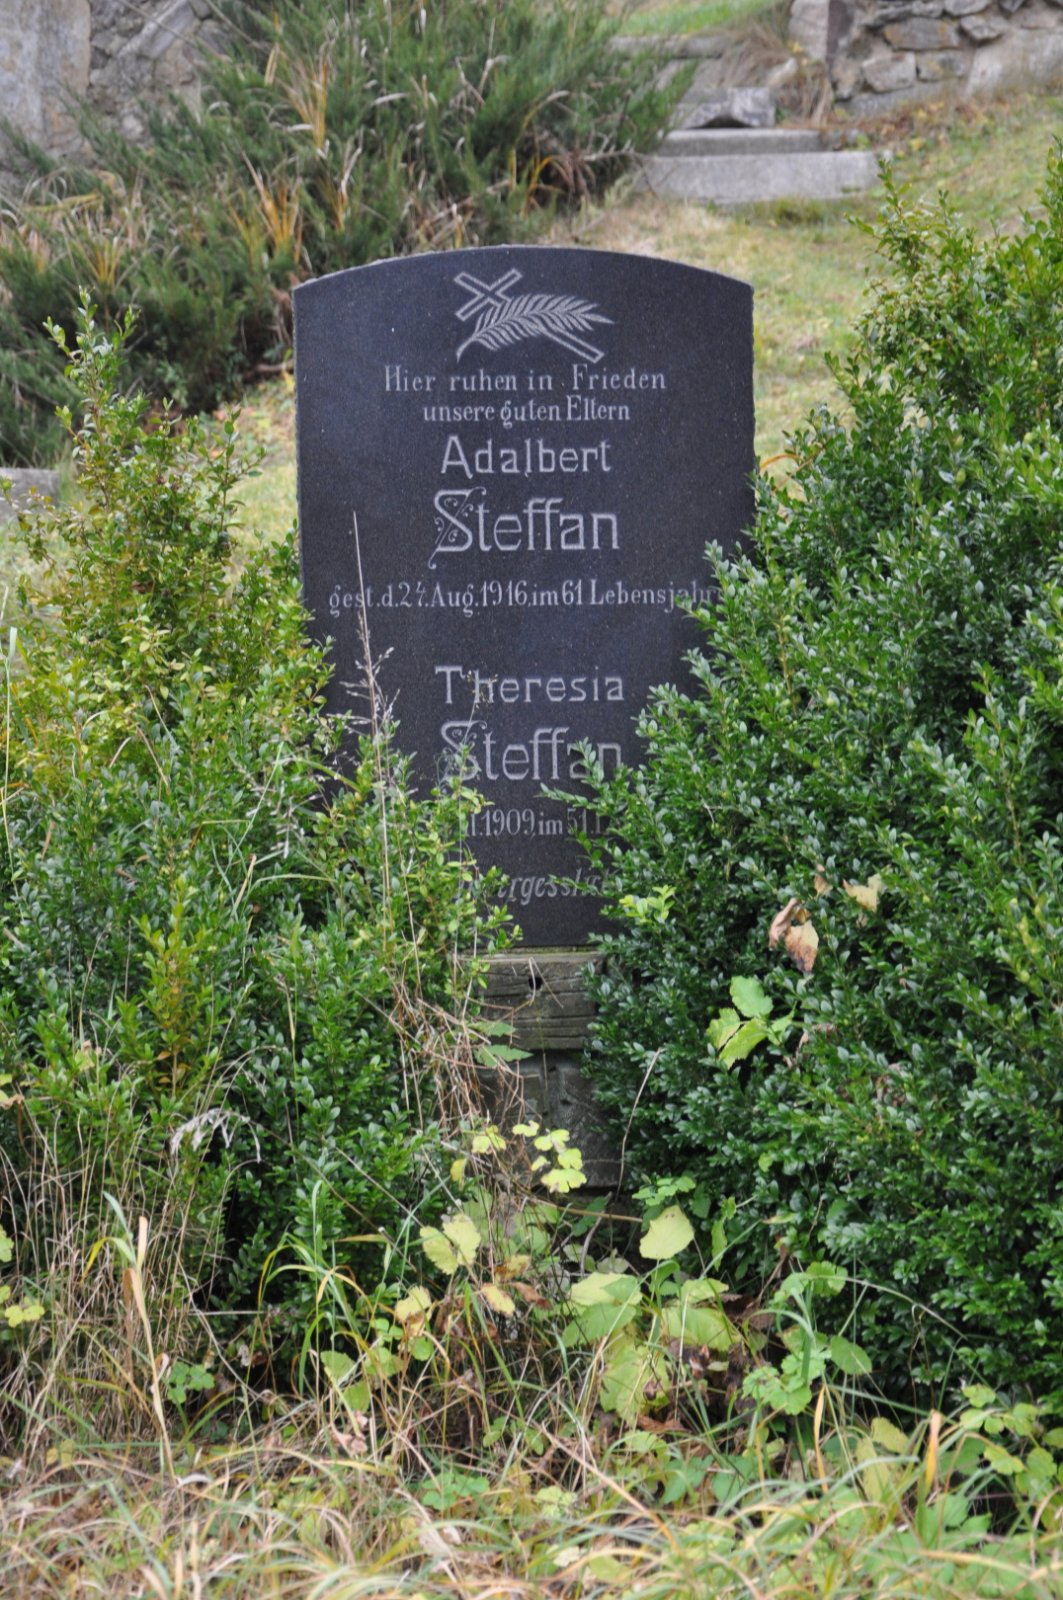 Hier ruhen in Frieden
unsere guten Eltern
Adalbert
Steffan
gest. d. 24. Aug. 1916, im 61 Lebensjahr
Theresia
Steffan
1909, im 51.